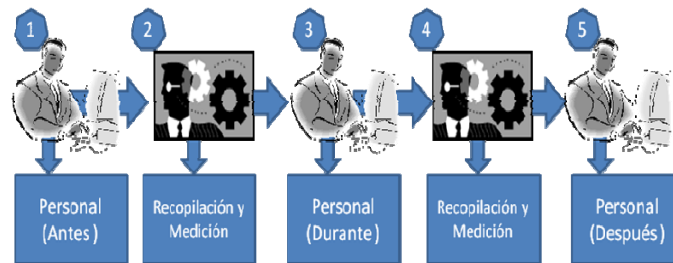 1
2
3
4
5
Personal
(Antes)
Recopilación y
Medición
Personal
(Durante)
Recopilación y
Medición
Personal
(Después)